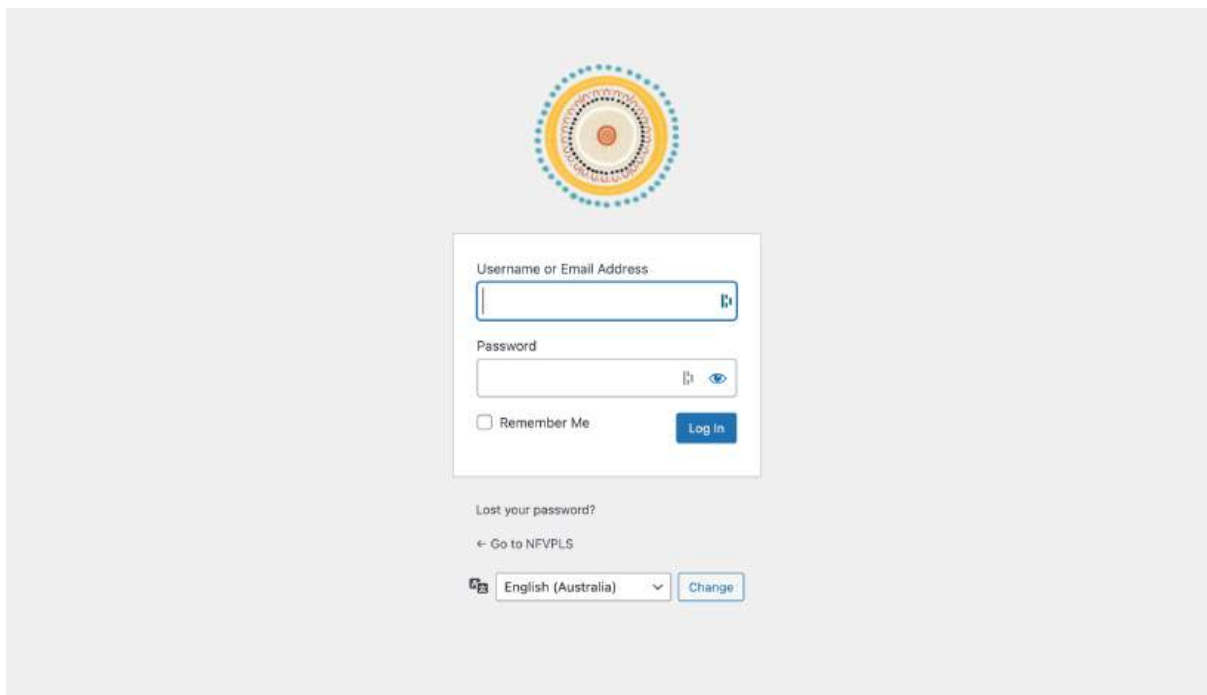 Username or Email Address
Password
Remember Me
Log In
Lost your password?
← Go to NFVPLS
English (Australia)
Change